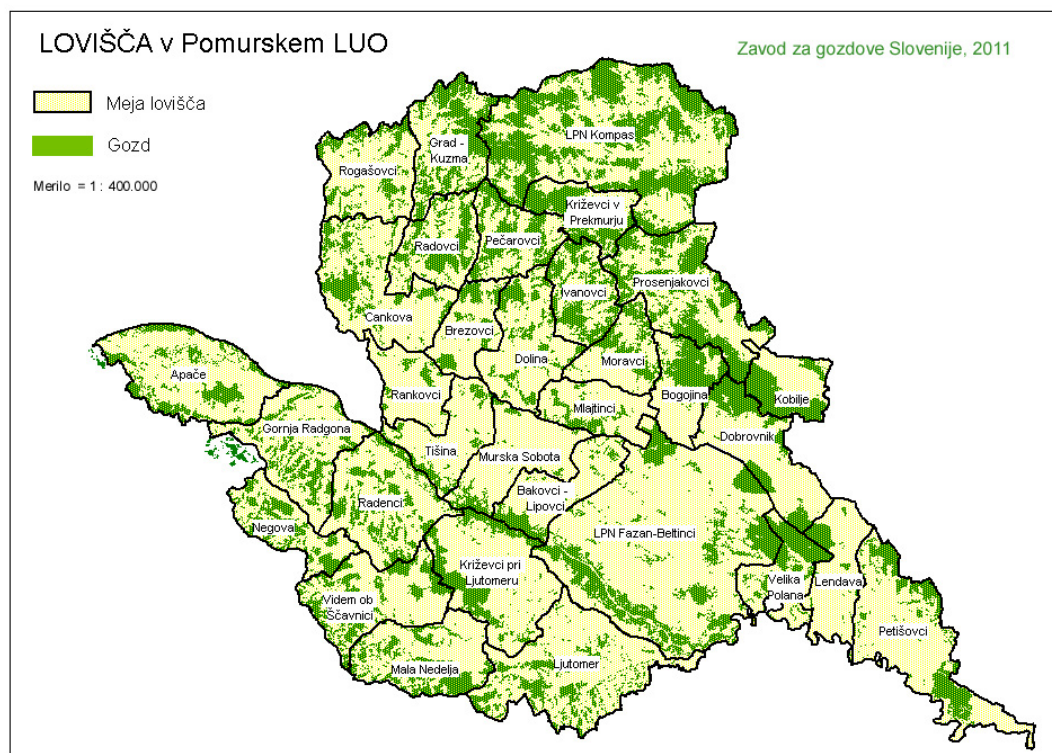 LOVIŠČA v Pomurskem LUO
Zavod za gozdove Slovenije, 2011
Meja lovišča
Gozd
Merilo = 1 : 400.000
LPN Kompas
Grad -
Kuzma
Rogašovci
Križevci v
Prekmurju
Radovci
Pečarovci
Prosenjakovci
Ivanovci
Cankova
Brezovci
Dolina
Moravci
Apače
Rankovci
Bogojina
Kobilje
Mlajtinci
Gornja Radgona
Dobrovnik
Tišina
Murska Sobota
Bakovci -
Lipovci
Radenci
Negova
LPN Fazan-Beltinci
Križevci pri
Ljutomeru
Velika
Polana
Lendava
Videm ob
Ščavnici
Petišovci
Mala Nedelja
Ljutomer